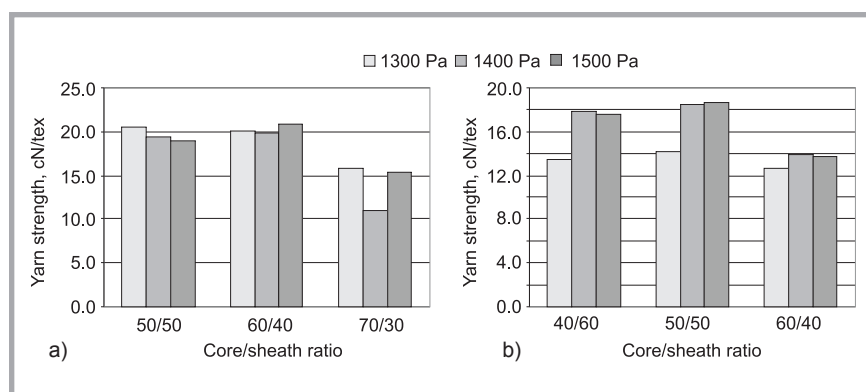 1300 Pa 1400 Pa 1500 Pa
25.0
20.0
15.0
10.0
5.0
0.0
Yarn strength, cN/tex
50/50 60/40 70/30
a) Core/sheath ratio
20.0
16.0
12.0
8.0
4.0
0.0
Yarn strength, cN/tex
40/60 50/50 60/40
b) Core/sheath ratio